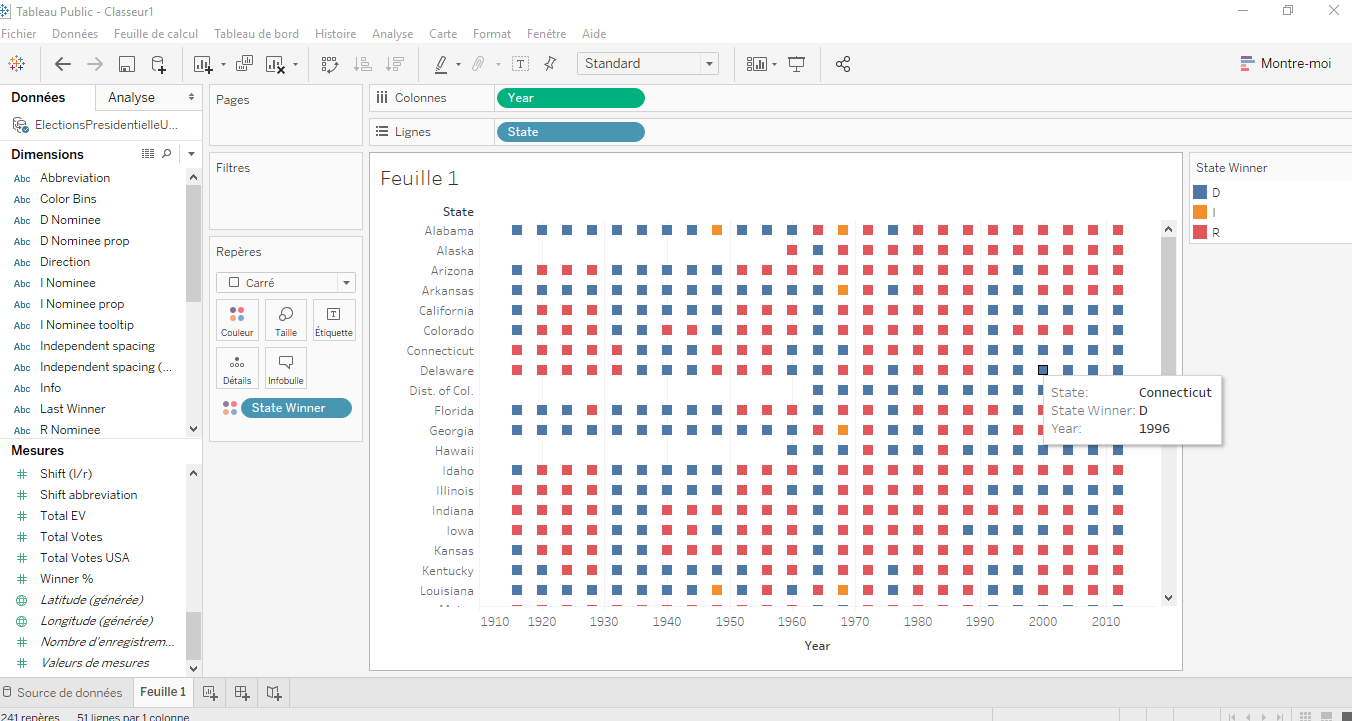 Tableau Public - Classeur1
Fichier Données Feuille de calcul Tableau de bord Histoire Analyse Carte Format Fenêtre Aide
Standard
Montre-moi
Données
Analyse
ElectionsPresidentielleU...
Dimensions
Abc Abbreviation
Abc Color Bins
Abc D Nominee
Abc D Nominee prop
Abc Direction
Abc I Nominee
Abc I Nominee prop
Abc I Nominee tooltip
Abc Independent spacing
Abc Independent spacing (...
Abc Info
Abc Last Winner
Abc R Nominee
Mesures
# Shift (l/r)
# Shift abbreviation
# Total EV
# Total Votes
# Total Votes USA
# Winner %
Latitude (générée)
Longitude (générée)
# Nombre d'enregistrem...
# Valeurs de mesures
Pages
Filtres
Repères
Carré
Couleur
Taille
Étiquette
Détails
Infobulle
State Winner
Colonnes
Year
Lignes
State
Feuille 1
State
Alabama
Alaska
Arizona
Arkansas
California
Colorado
Connecticut
Delaware
Dist. of Col.
Florida
Georgia
Hawaii
Idaho
Illinois
Indiana
Iowa
Kansas
Kentucky
Louisiana
1910 1920 1930 1940 1950 1960 1970 1980 1990 2000 2010
Year
State: Connecticut
State Winner: D
Year: 1996
State Winner
D
I
R
Source de données
Feuille 1
241 repères
51 lignes par 1 colonne